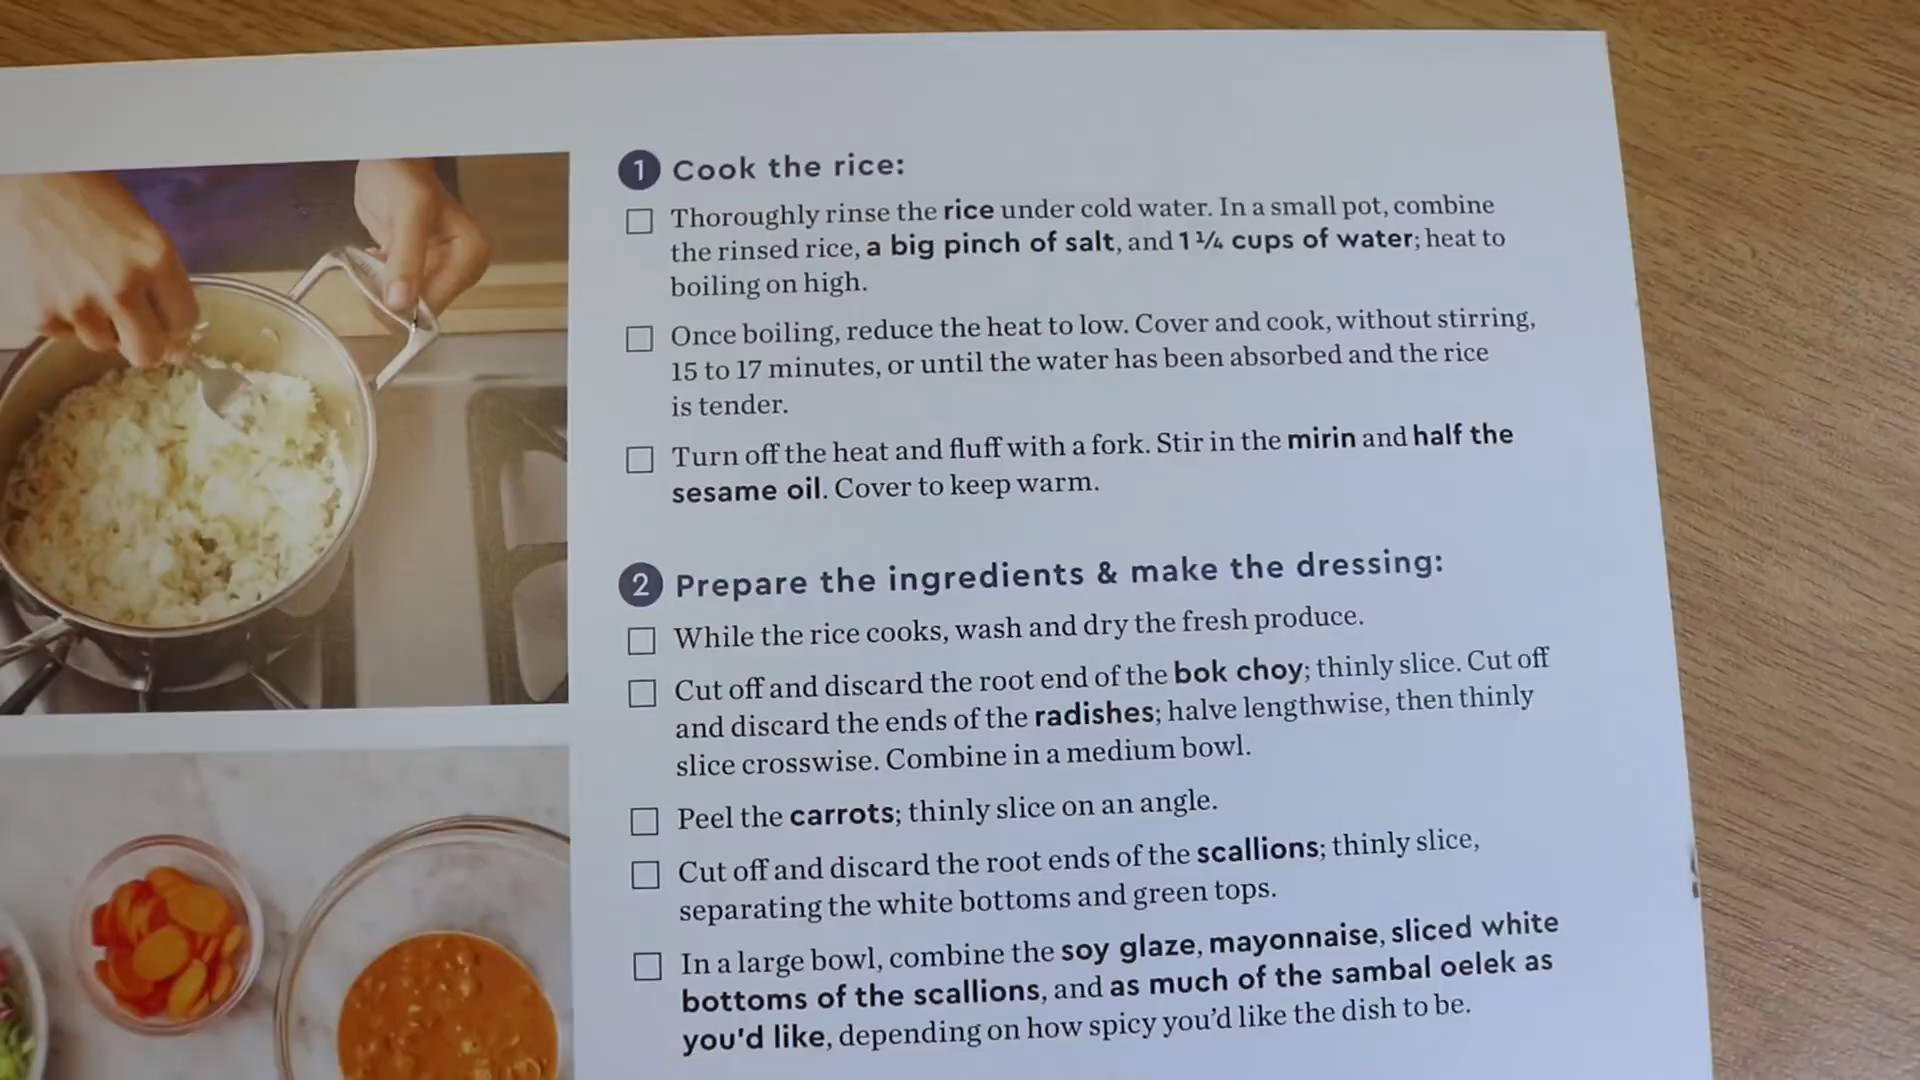 1 Cook the rice:
Thoroughly rinse the rice under cold water. In a small pot, combine
the rinsed rice, a big pinch of salt, and 1 ¼ cups of water; heat to
boiling on high.
Once boiling, reduce the heat to low. Cover and cook, without stirring,
15 to 17 minutes, or until the water has been absorbed and the rice
is tender.
Turn off the heat and fluff with a fork. Stir in the mirin and half the
sesame oil. Cover to keep warm.
2 Prepare the ingredients & make the dressing:
While the rice cooks, wash and dry the fresh produce.
Cut off and discard the root end of the bok choy; thinly slice. Cut off
and discard the ends of the radishes; halve lengthwise, then thinly
slice crosswise. Combine in a medium bowl.
Peel the carrots; thinly slice on an angle.
Cut off and discard the root ends of the scallions; thinly slice,
separating the white bottoms and green tops.
In a large bowl, combine the soy glaze, mayonnaise, sliced white
bottoms of the scallions, and as much of the sambal oelek as
you'd like, depending on how spicy you'd like the dish to be.